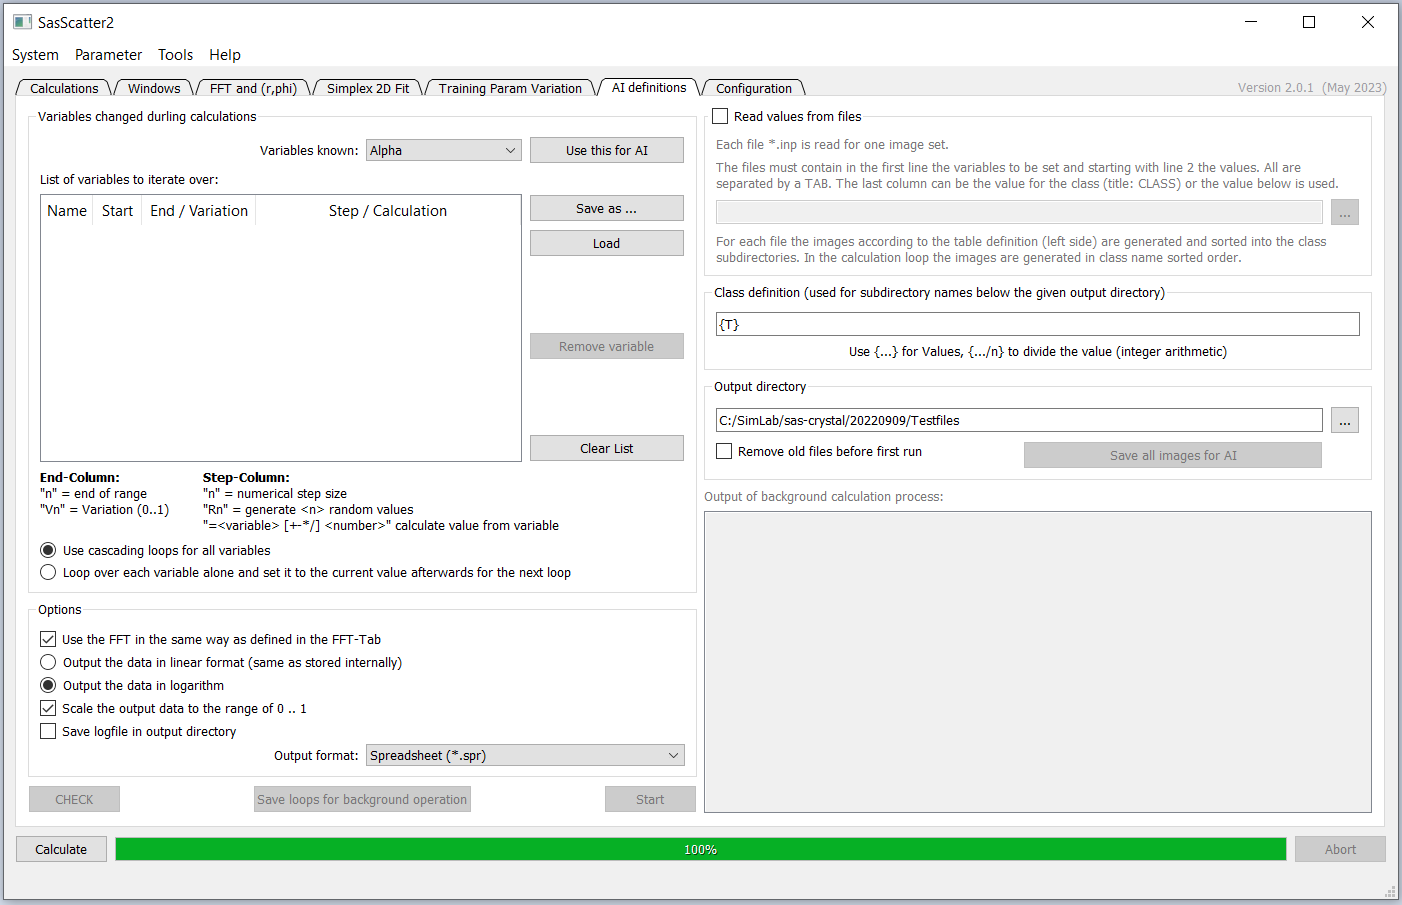 SasScatter2
System Parameter Tools Help
Calculations Windows FFT and (r,phi) Simplex 2D Fit Training Param Variation AI definitions Configuration
Version 2.0.1 (May 2023)
Variables changed durling calculations
Variables known: Alpha Use this for AI
List of variables to iterate over:
Name Start End / Variation Step / Calculation
Save as ...
Load
Remove variable
Clear List
End-Column:
"n" = end of range
"Vn" = Variation (0..1)
Step-Column:
"n" = numerical step size
"Rn" = generate <n> random values
"=<variable> [+-*/] <number>" calculate value from variable
Use cascading loops for all variables
Loop over each variable alone and set it to the current value afterwards for the next loop
Options
Use the FFT in the same way as defined in the FFT-Tab
Output the data in linear format (same as stored internally)
Output the data in logarithm
Scale the output data to the range of 0 .. 1
Save logfile in output directory
Output format: Spreadsheet (*.spr)
CHECK Save loops for background operation Start
Read values from files
Each file *.inp is read for one image set.
The files must contain in the first line the variables to be set and starting with line 2 the values. All are
separated by a TAB. The last column can be the value for the class (title: CLASS) or the value below is used.
...
For each file the images according to the table definition (left side) are generated and sorted into the class
subdirectories. In the calculation loop the images are generated in class name sorted order.
Class definition (used for subdirectory names below the given output directory)
{T}
Use {...} for Values, {.../n} to divide the value (integer arithmetic)
Output directory
C:/SimLab/sas-crystal/20220909/Testfiles ...
Remove old files before first run Save all images for AI
Output of background calculation process:
Calculate 100% Abort